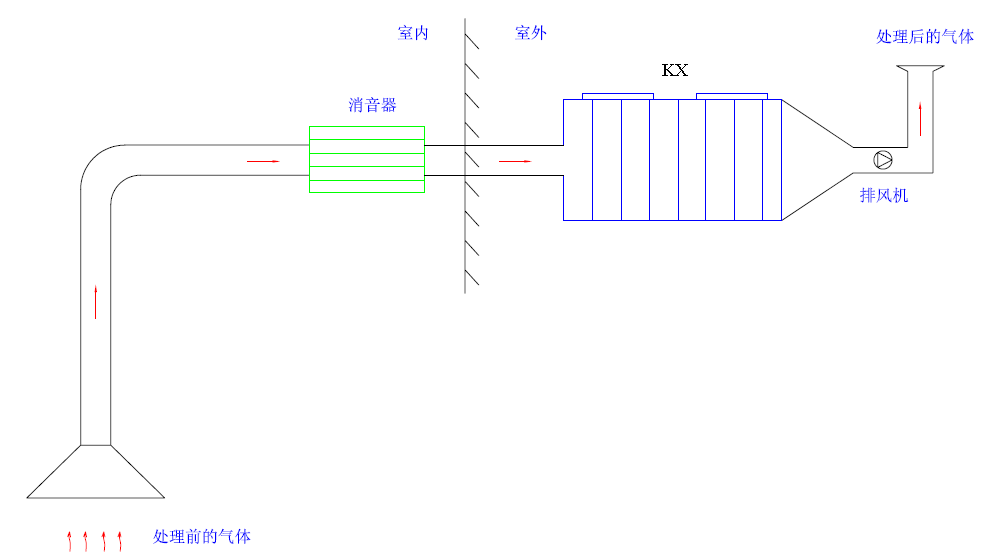 室内
室外
处理后的气体
KX
消音器
排风机
处理前的气体